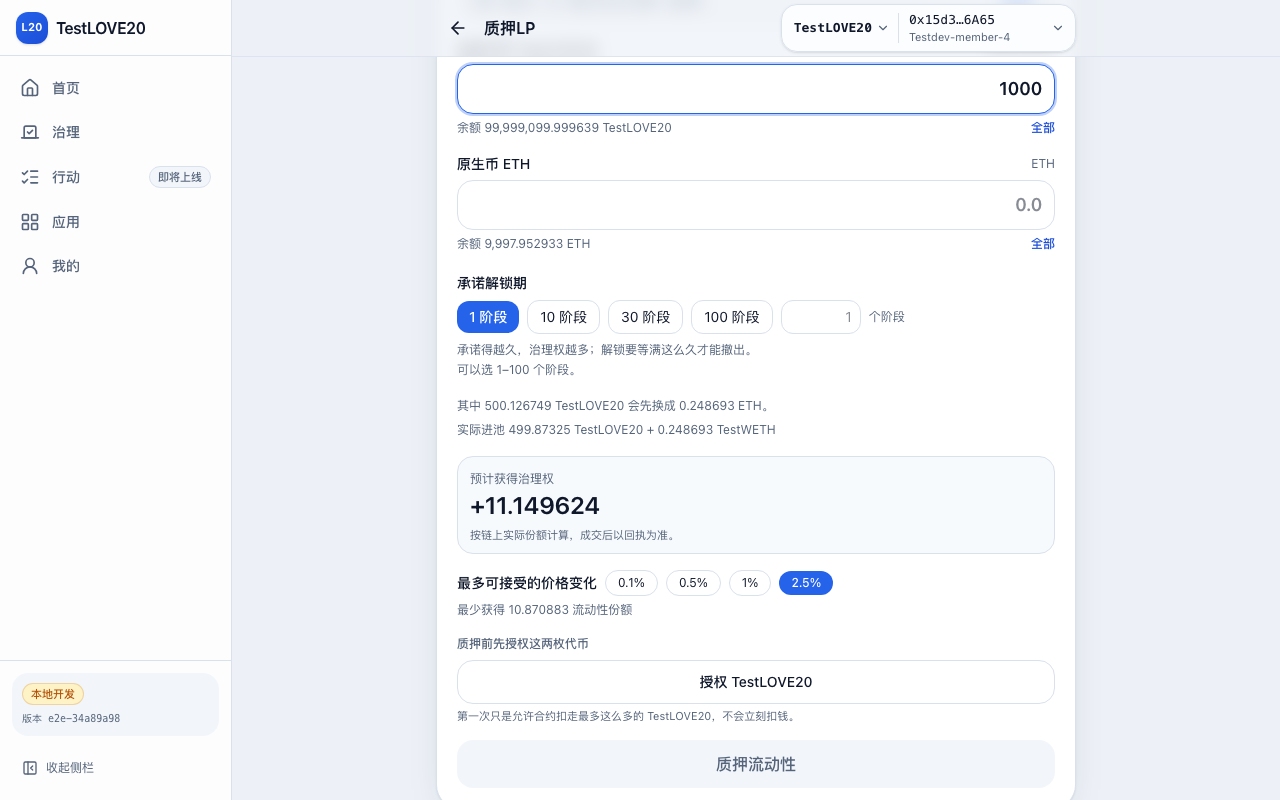 L20 TestLOVE20
首页
治理
行动 即将上线
应用
我的
本地开发
版本 e2e-34a89a98
收起侧栏
质押LP
TestLOVE20
0x15d3…6A65
Testdev-member-4
1000
余额 99,999,099.999639 TestLOVE20 全部
原生币 ETH ETH
0.0
余额 9,997.952933 ETH 全部
承诺解锁期
1 阶段 10 阶段 30 阶段 100 阶段 1 个阶段
承诺得越久，治理权越多；解锁要等满这么久才能撤出。
可以选 1–100 个阶段。
其中 500.126749 TestLOVE20 会先换成 0.248693 ETH。
实际进池 499.87325 TestLOVE20 + 0.248693 TestWETH
预计获得治理权
+11.149624
按链上实际份额计算，成交后以回执为准。
最多可接受的价格变化 0.1% 0.5% 1% 2.5%
最少获得 10.870883 流动性份额
质押前先授权这两枚代币
授权 TestLOVE20
第一次只是允许合约扣走最多这么多的 TestLOVE20，不会立刻扣钱。
质押流动性